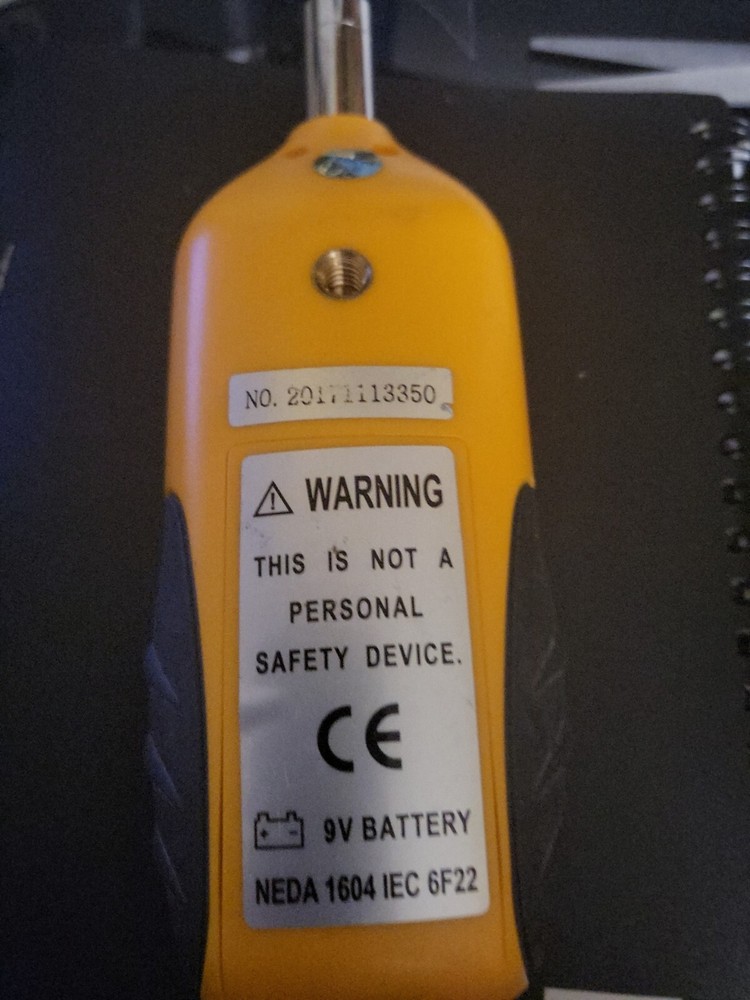 NO. 20171113350
WARNING
THIS IS NOT A
PERSONAL
SAFETY DEVICE.
CE
9V BATTERY
NEDA 1604 IEC 6F22